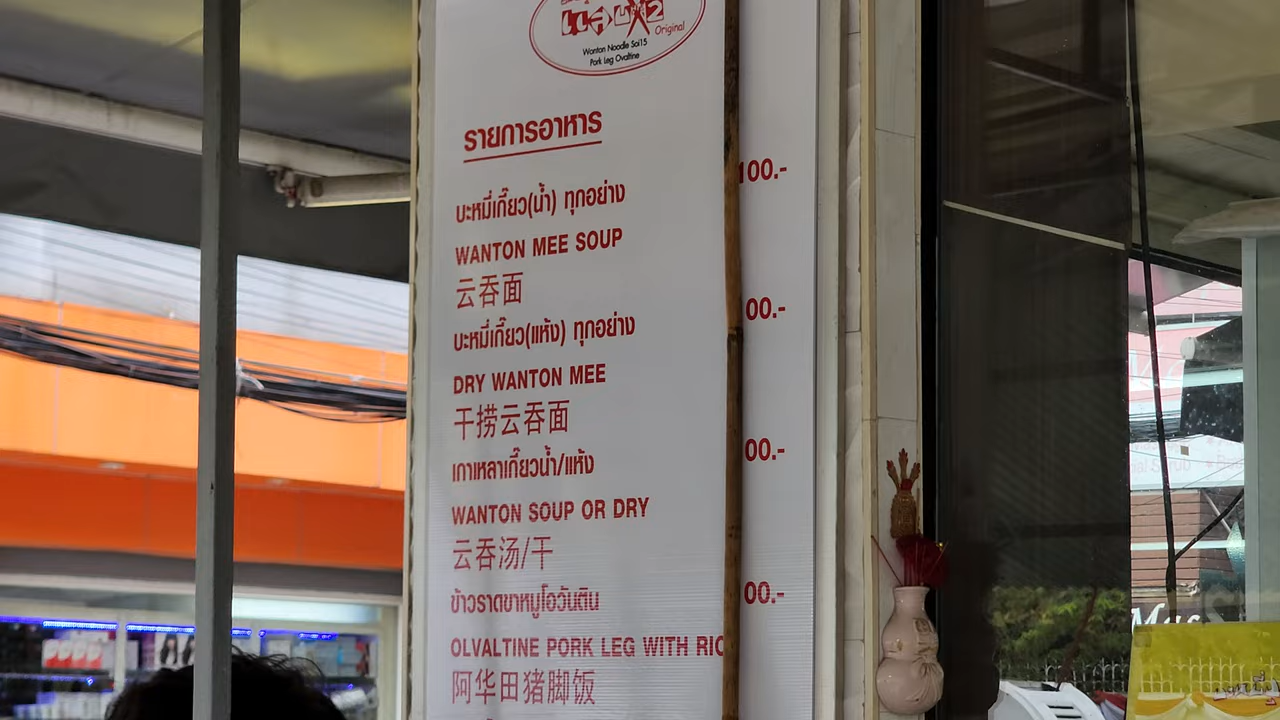 Original
Wonton Noodle Soi15
Pork Leg Ovaltine
รายการอาหาร
บะหมี่เกี๊ยว(น้ำ) ทุกอย่าง
100.-
WANTON MEE SOUP
云吞面
บะหมี่เกี๊ยว(แห้ง) ทุกอย่าง
00.-
DRY WANTON MEE
干捞云吞面
เกาเหลาเกี๊ยวน้ำ/แห้ง
00.-
WANTON SOUP OR DRY
云吞汤/干
ข้าวราดขาหมูโอวันติน
00.-
OLVALTINE PORK LEG WITH RIC
阿华田猪脚饭